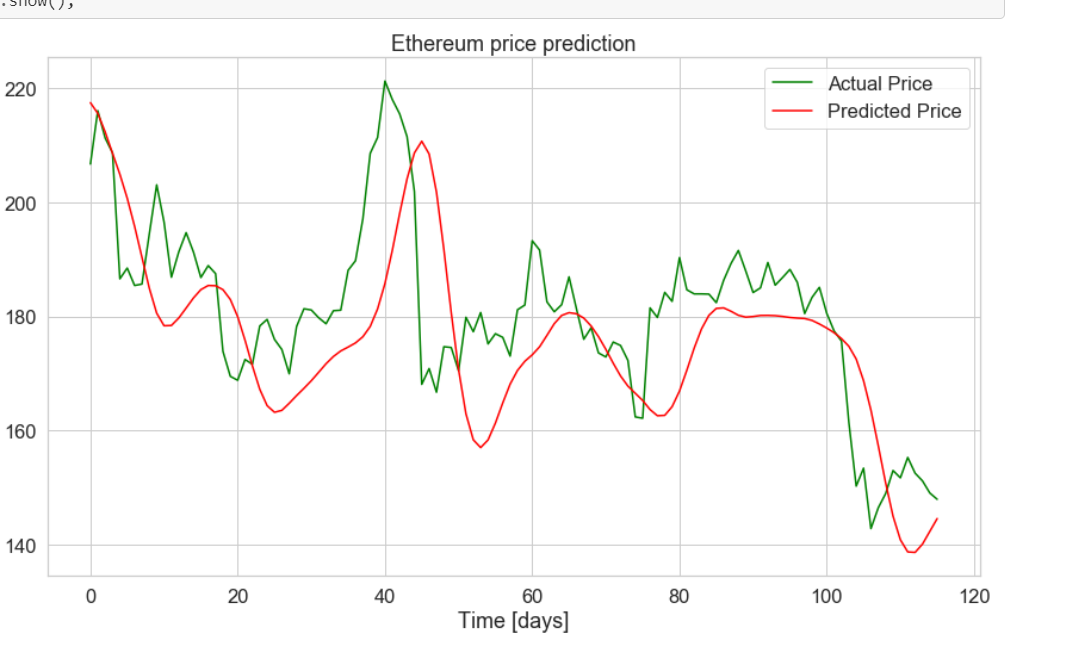 .show();
Ethereum price prediction
Actual Price
Predicted Price
220
200
180
160
140
0 20 40 60 80 100 120
Time [days]